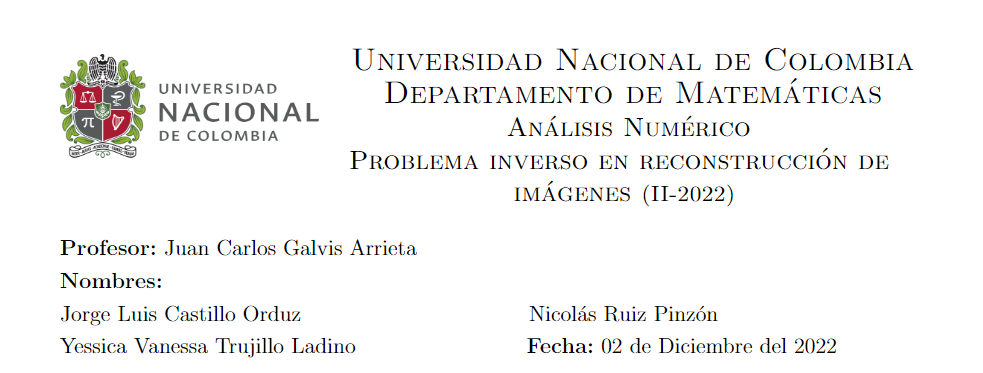 UNIVERSIDAD
NACIONAL
DE COLOMBIA
Universidad Nacional de Colombia
Departamento de Matemáticas
Análisis Numérico
Problema inverso en reconstrucción de
imágenes (II-2022)
Profesor: Juan Carlos Galvis Arrieta
Nombres:
Jorge Luis Castillo Orduz Nicolás Ruiz Pinzón
Yessica Vanessa Trujillo Ladino Fecha: 02 de Diciembre del 2022